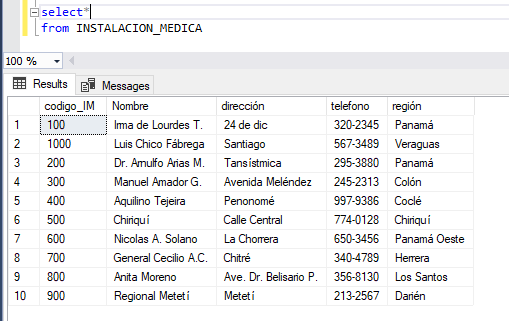 select*
from INSTALACION_MEDICA
100 %
Results Messages
codigo_IM Nombre dirección telefono región
1 100 Irma de Lourdes T. 24 de dic 320-2345 Panamá
2 1000 Luis Chico Fábrega Santiago 567-3489 Veraguas
3 200 Dr. Arnulfo Arias M. Tansístmica 295-3880 Panamá
4 300 Manuel Amador G. Avenida Meléndez 245-2313 Colón
5 400 Aquilino Tejeira Penonomé 997-9386 Coclé
6 500 Chiriquí Calle Central 774-0128 Chiriquí
7 600 Nicolas A. Solano La Chorrera 650-3456 Panamá Oeste
8 700 General Cecilio A.C. Chitré 340-4789 Herrera
9 800 Anita Moreno Ave. Dr. Belisario P. 356-8130 Los Santos
10 900 Regional Metetí Metetí 213-2567 Darién